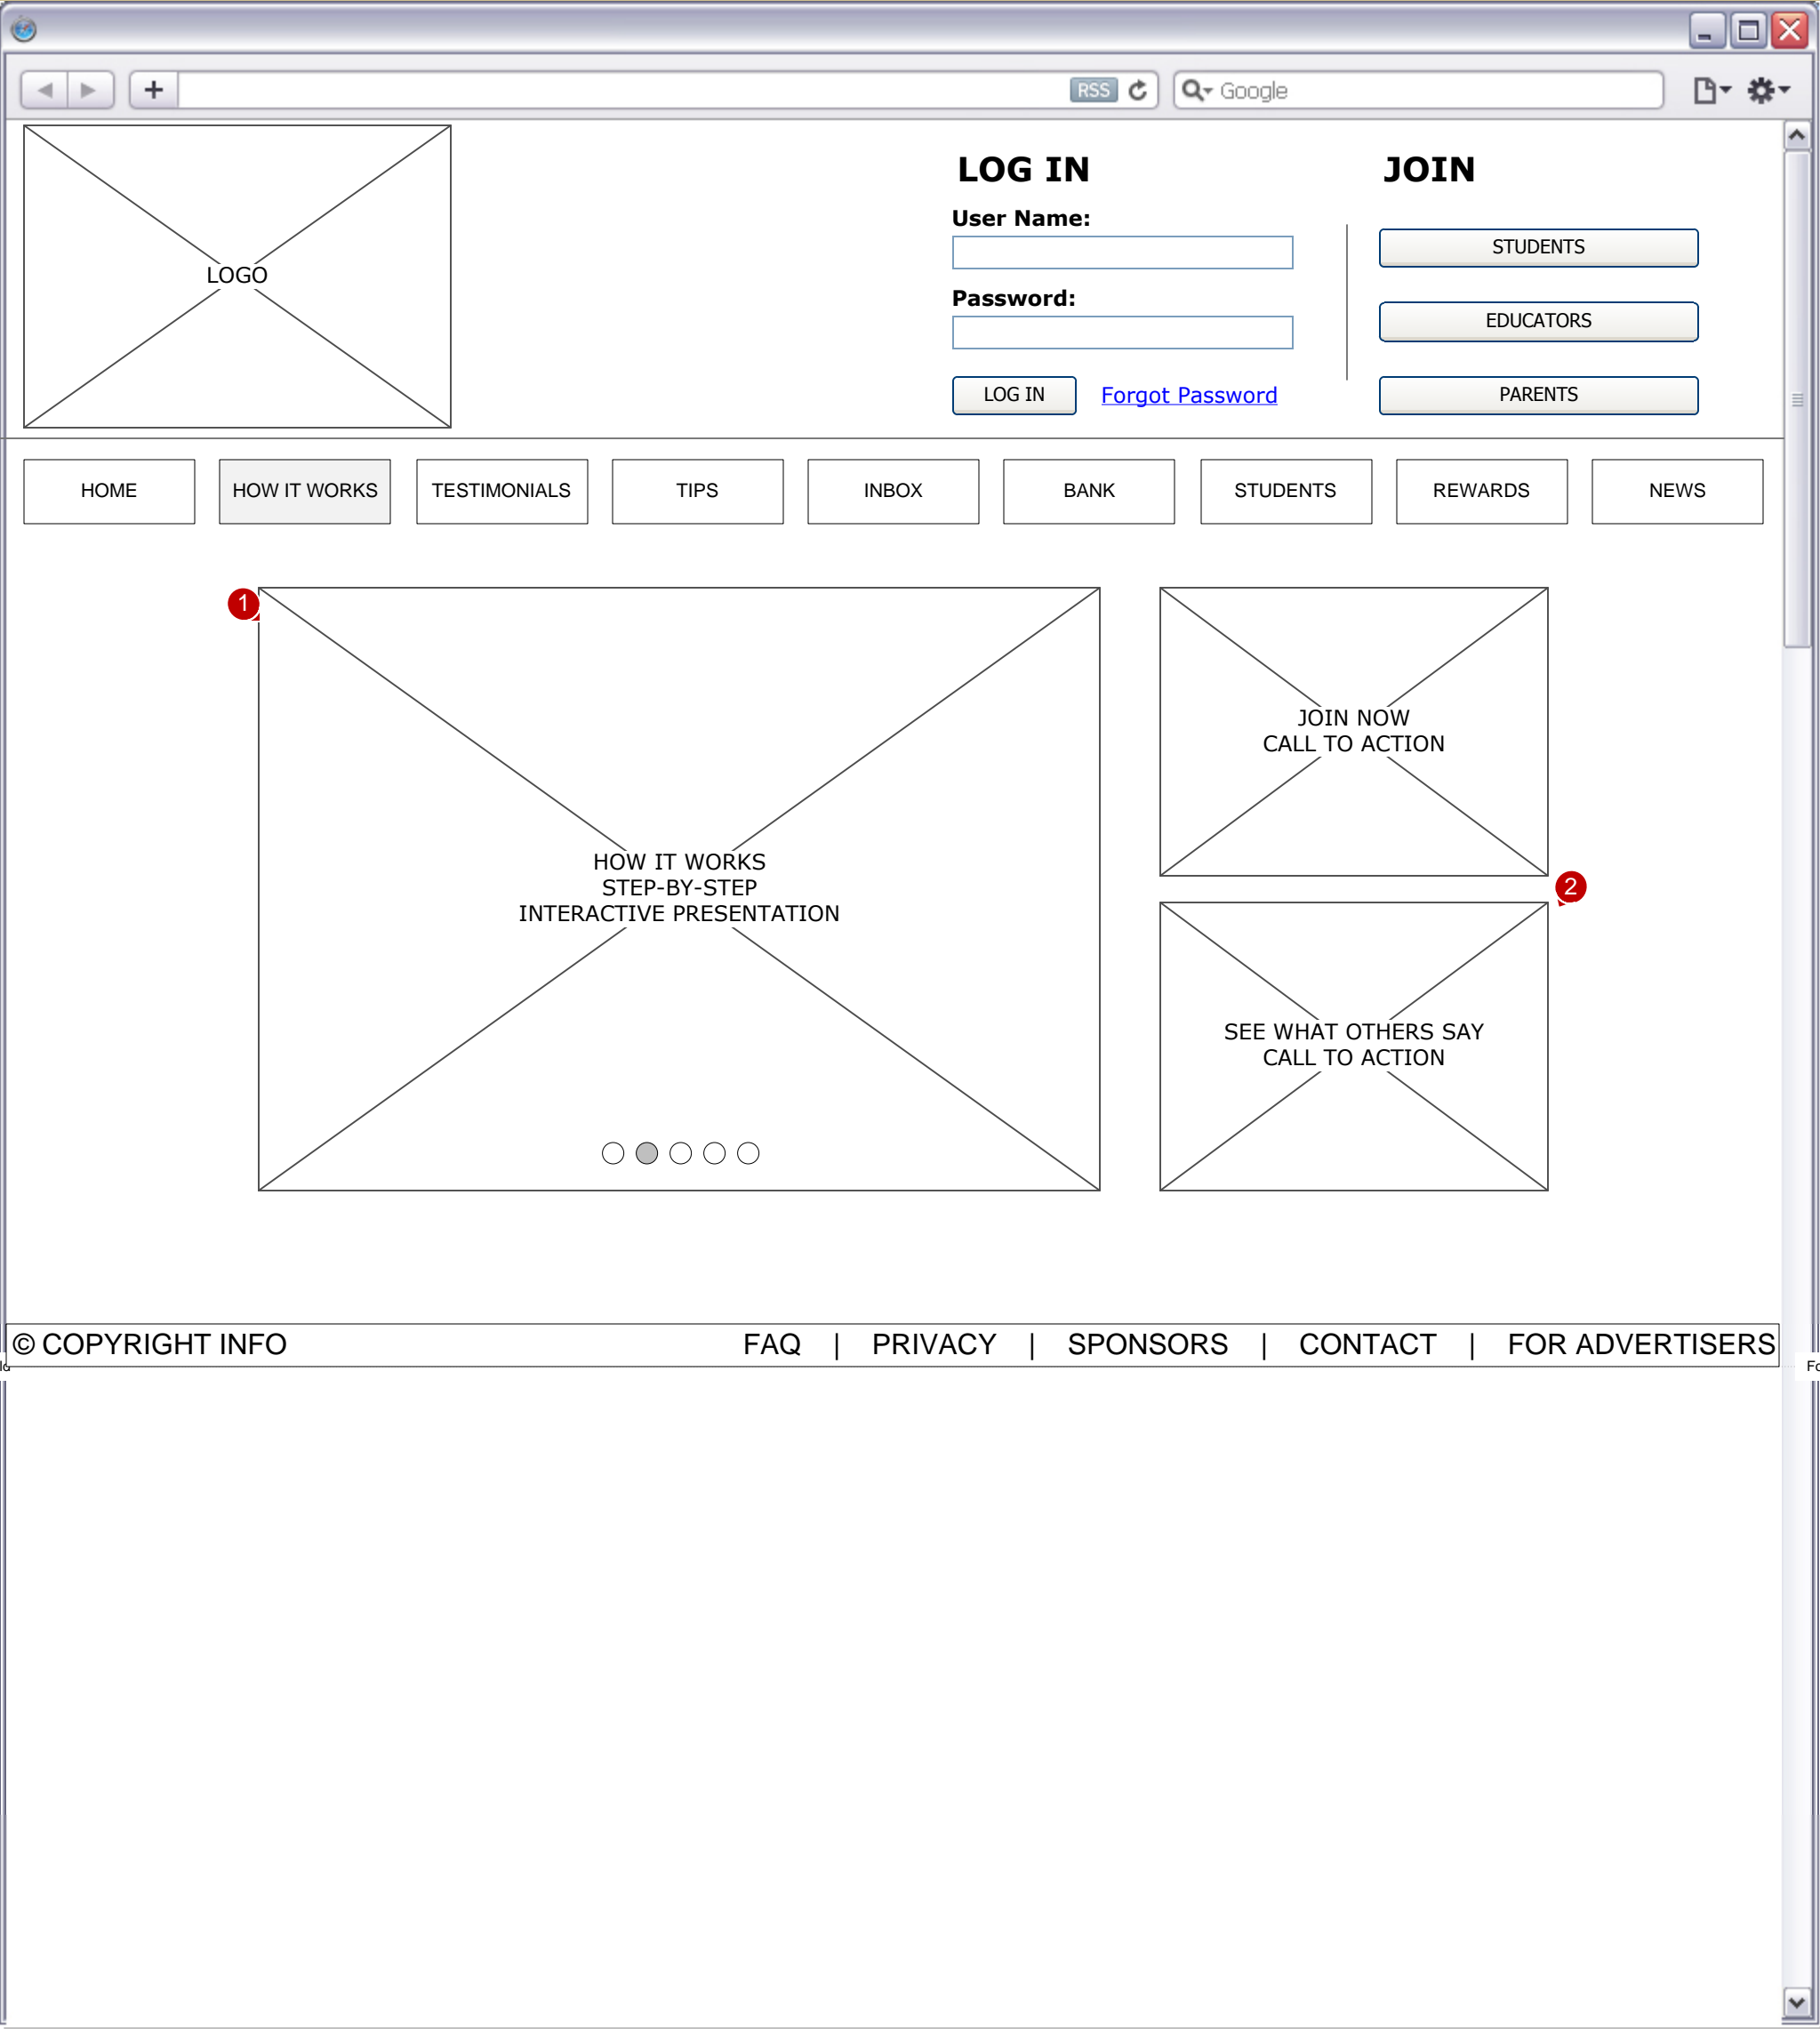 RSS
Google
LOGO
LOG IN
User Name:
Password:
LOG IN Forgot Password
JOIN
STUDENTS
EDUCATORS
PARENTS
HOME HOW IT WORKS TESTIMONIALS TIPS INBOX BANK STUDENTS REWARDS NEWS
1
HOW IT WORKS
STEP-BY-STEP
INTERACTIVE PRESENTATION
JOIN NOW
CALL TO ACTION
2
SEE WHAT OTHERS SAY
CALL TO ACTION
© COPYRIGHT INFO FAQ | PRIVACY | SPONSORS | CONTACT | FOR ADVERTISERS